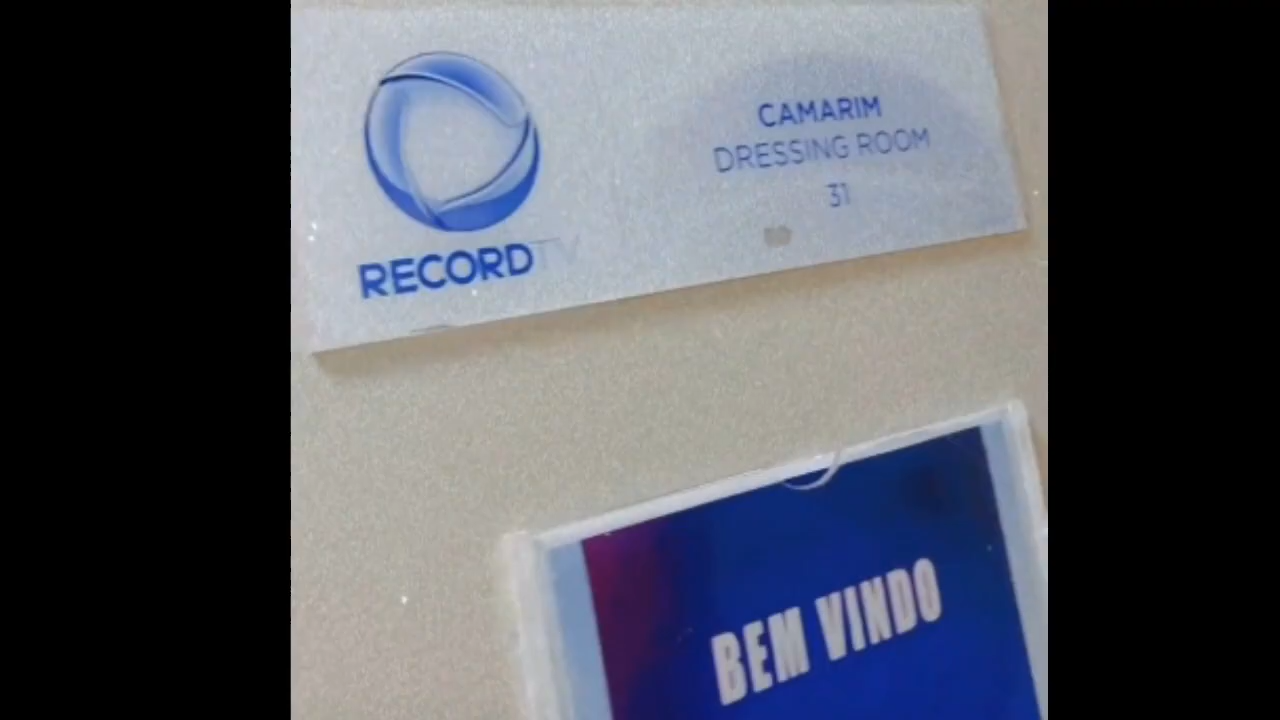 RECORDTV
CAMARIM
DRESSING ROOM
31
BEM VINDO